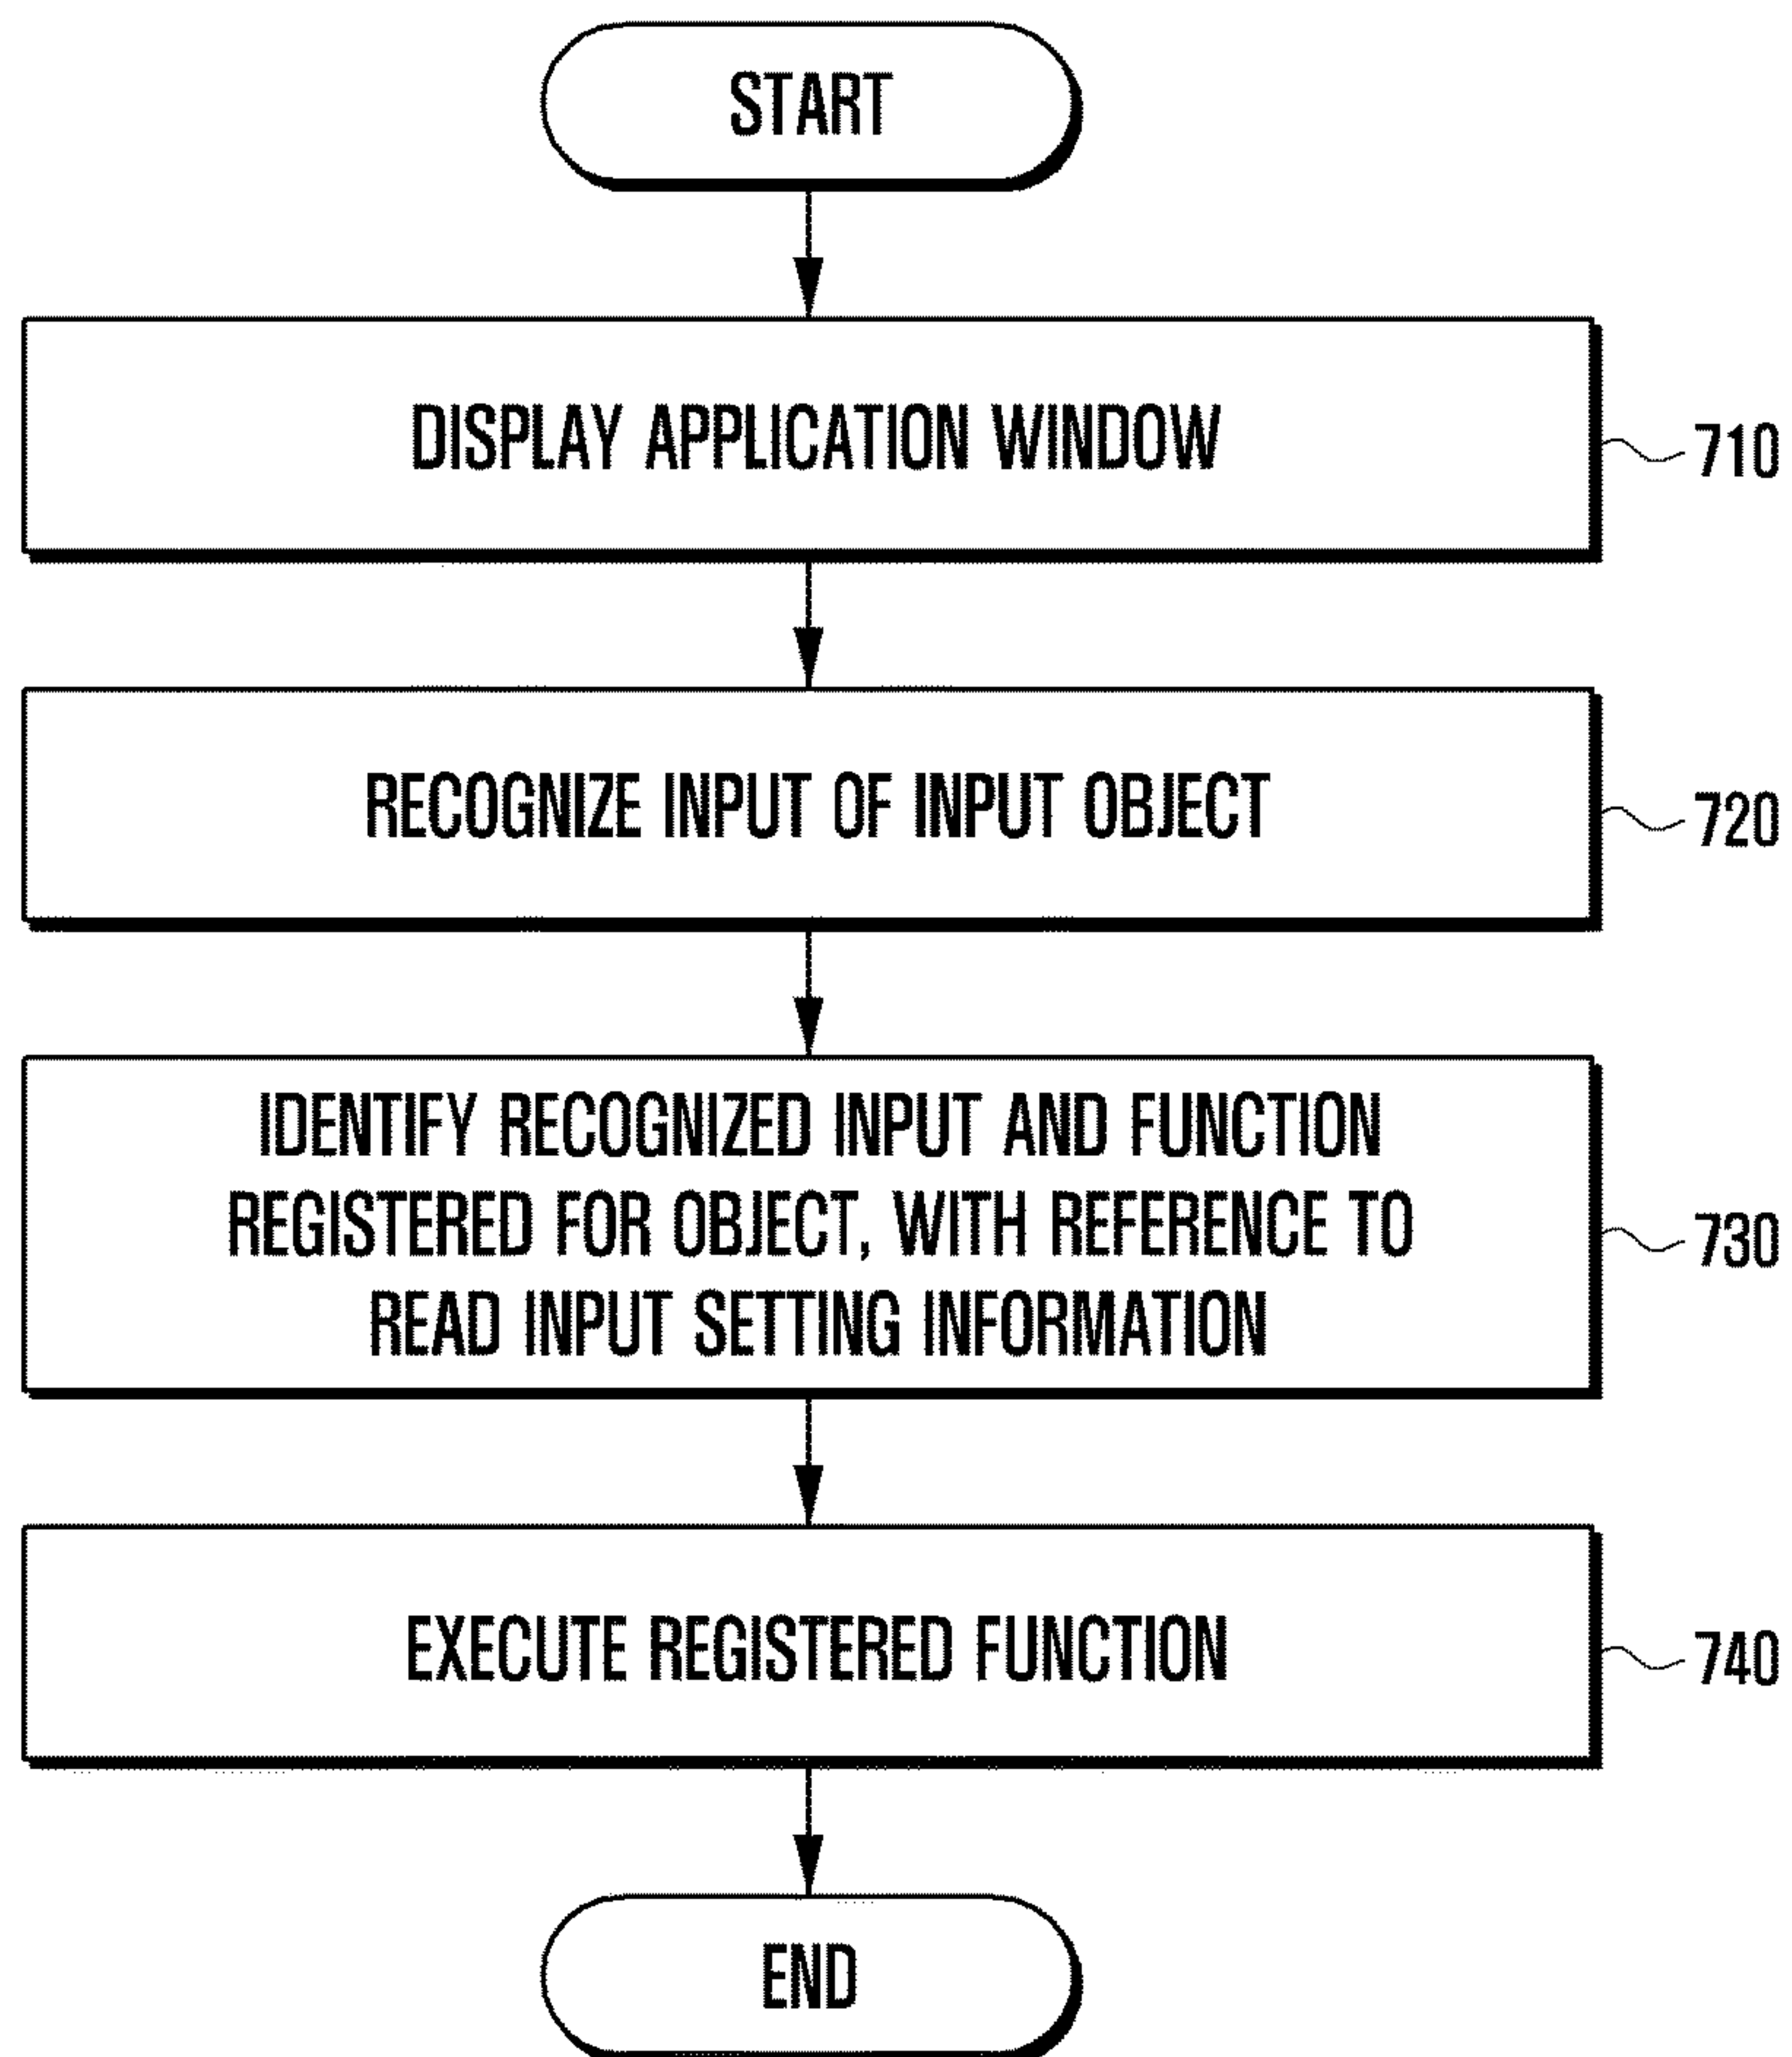 START
DISPLAY APPLICATION WINDOW
710
RECOGNIZE INPUT OF INPUT OBJECT
720
IDENTIFY RECOGNIZED INPUT AND FUNCTION
REGISTERED FOR OBJECT, WITH REFERENCE TO
READ INPUT SETTING INFORMATION
730
EXECUTE REGISTERED FUNCTION
740
END